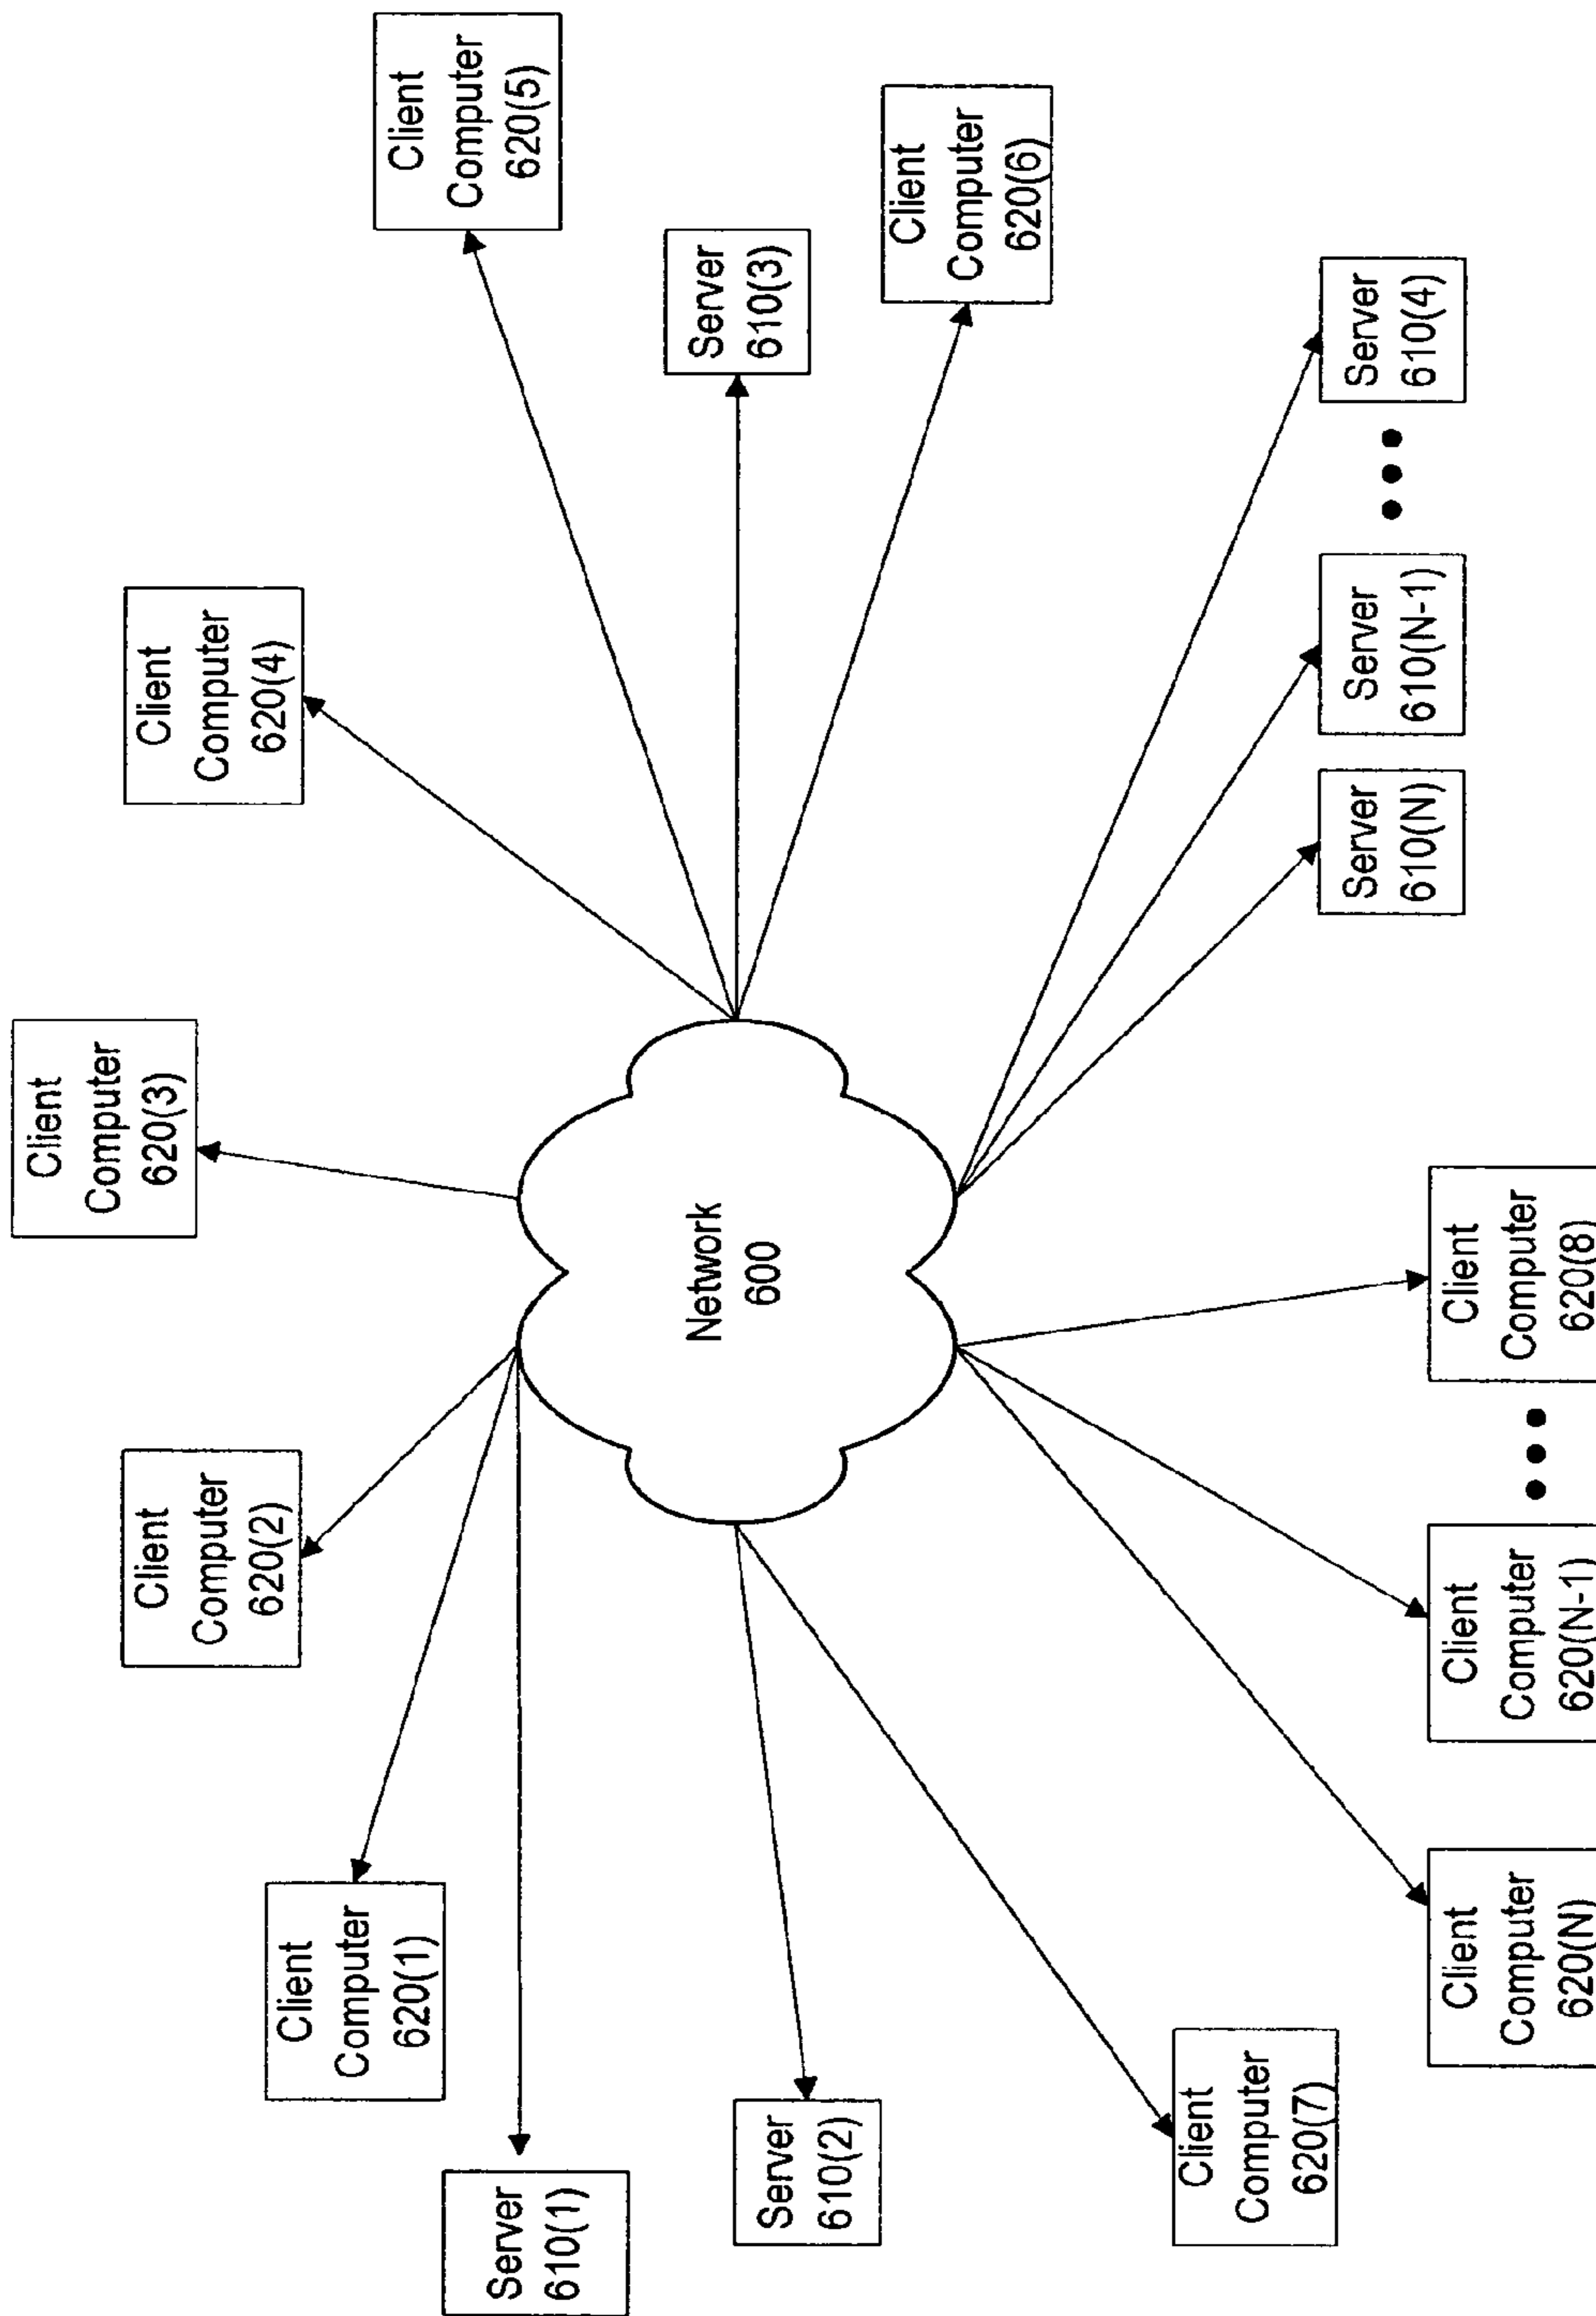 Client
Computer
620(3)
Client
Computer
620(2)
Client
Computer
620(4)
Client
Computer
620(1)
Client
Computer
620(5)
Server
610(1)
Server
610(3)
Network
600
Server
610(2)
Client
Computer
620(6)
Client
Computer
620(7)
Server
610(N)
Server
610(N-1)
Server
610(4)
Client
Computer
620(N)
Client
Computer
620(N-1)
Client
Computer
620(8)